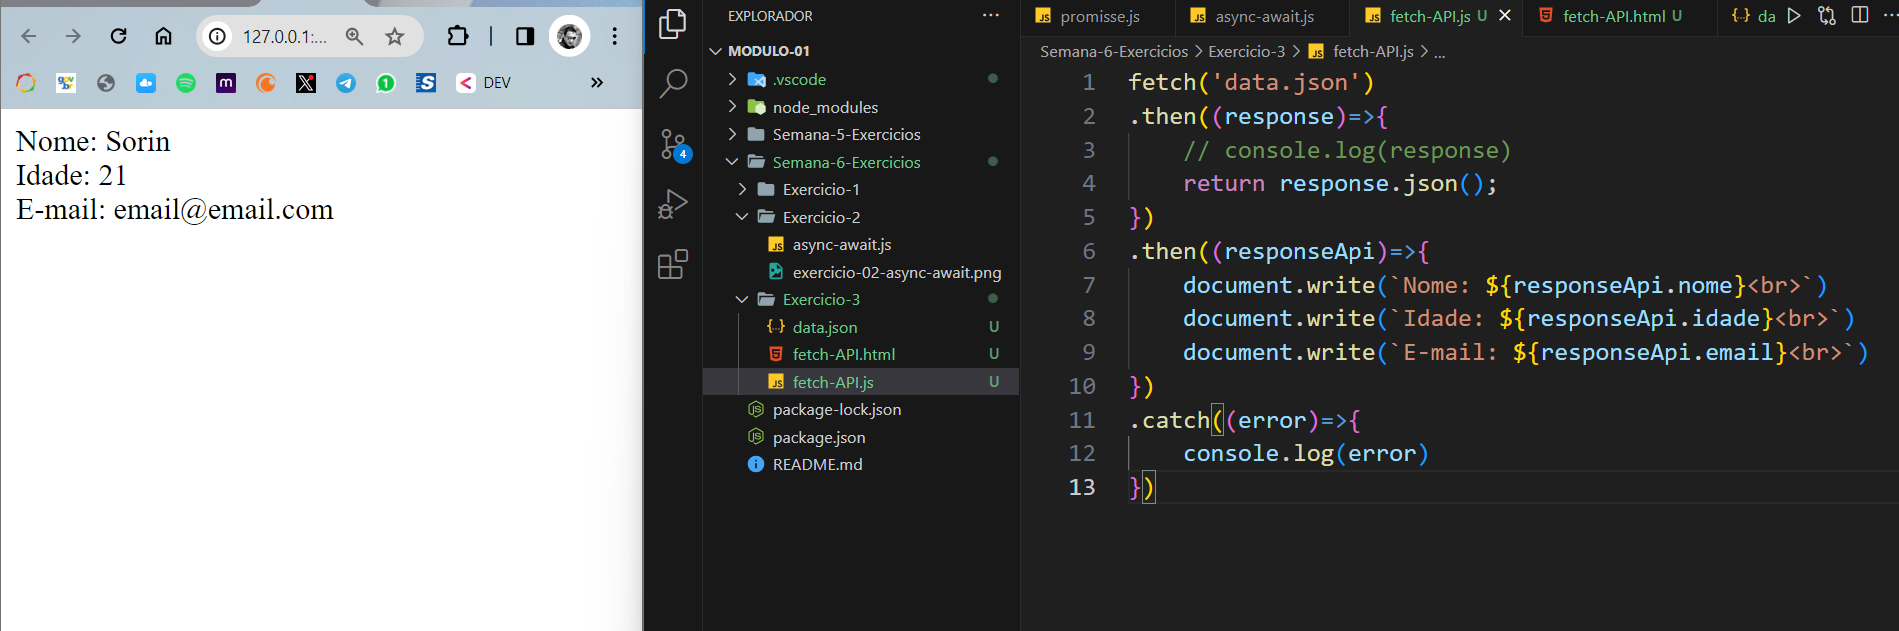 127.0.0.1:...
DEV
Nome: Sorin
Idade: 21
E-mail: email@email.com
EXPLORADOR
MODULO-01
.vscode
node_modules
Semana-5-Exercicios
Semana-6-Exercicios
Exercicio-1
Exercicio-2
async-await.js
exercicio-02-async-await.png
Exercicio-3
data.json U
fetch-API.html U
fetch-API.js U
package-lock.json
package.json
README.md
4
promisse.js async-await.js fetch-API.js U fetch-API.html U da
Semana-6-Exercicios > Exercicio-3 > fetch-API.js > ...
1 fetch('data.json')
2 .then((response)=>{
3 // console.log(response)
4 return response.json();
5 })
6 .then((responseApi)=>{
7 document.write(`Nome: ${responseApi.nome}<br>`)
8 document.write(`Idade: ${responseApi.idade}<br>`)
9 document.write(`E-mail: ${responseApi.email}<br>`)
10 })
11 .catch((error)=>{
12 console.log(error)
13 })